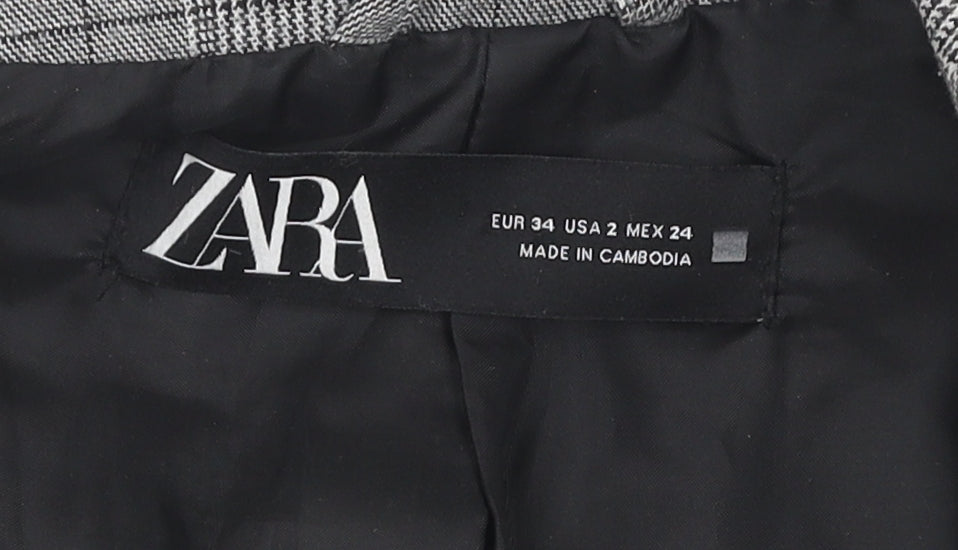 ZARA
EUR 34 USA 2 MEX 24
MADE IN CAMBODIA